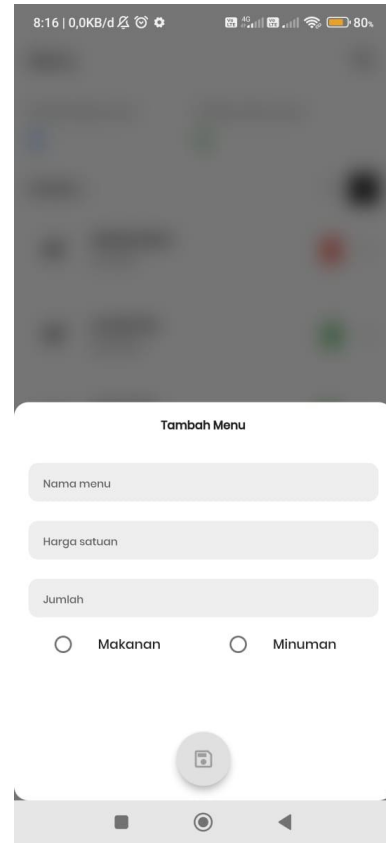 8:16 | 0,0KB/d 80%
Tambah Menu
Nama menu
Harga satuan
Jumlah
Makanan Minuman